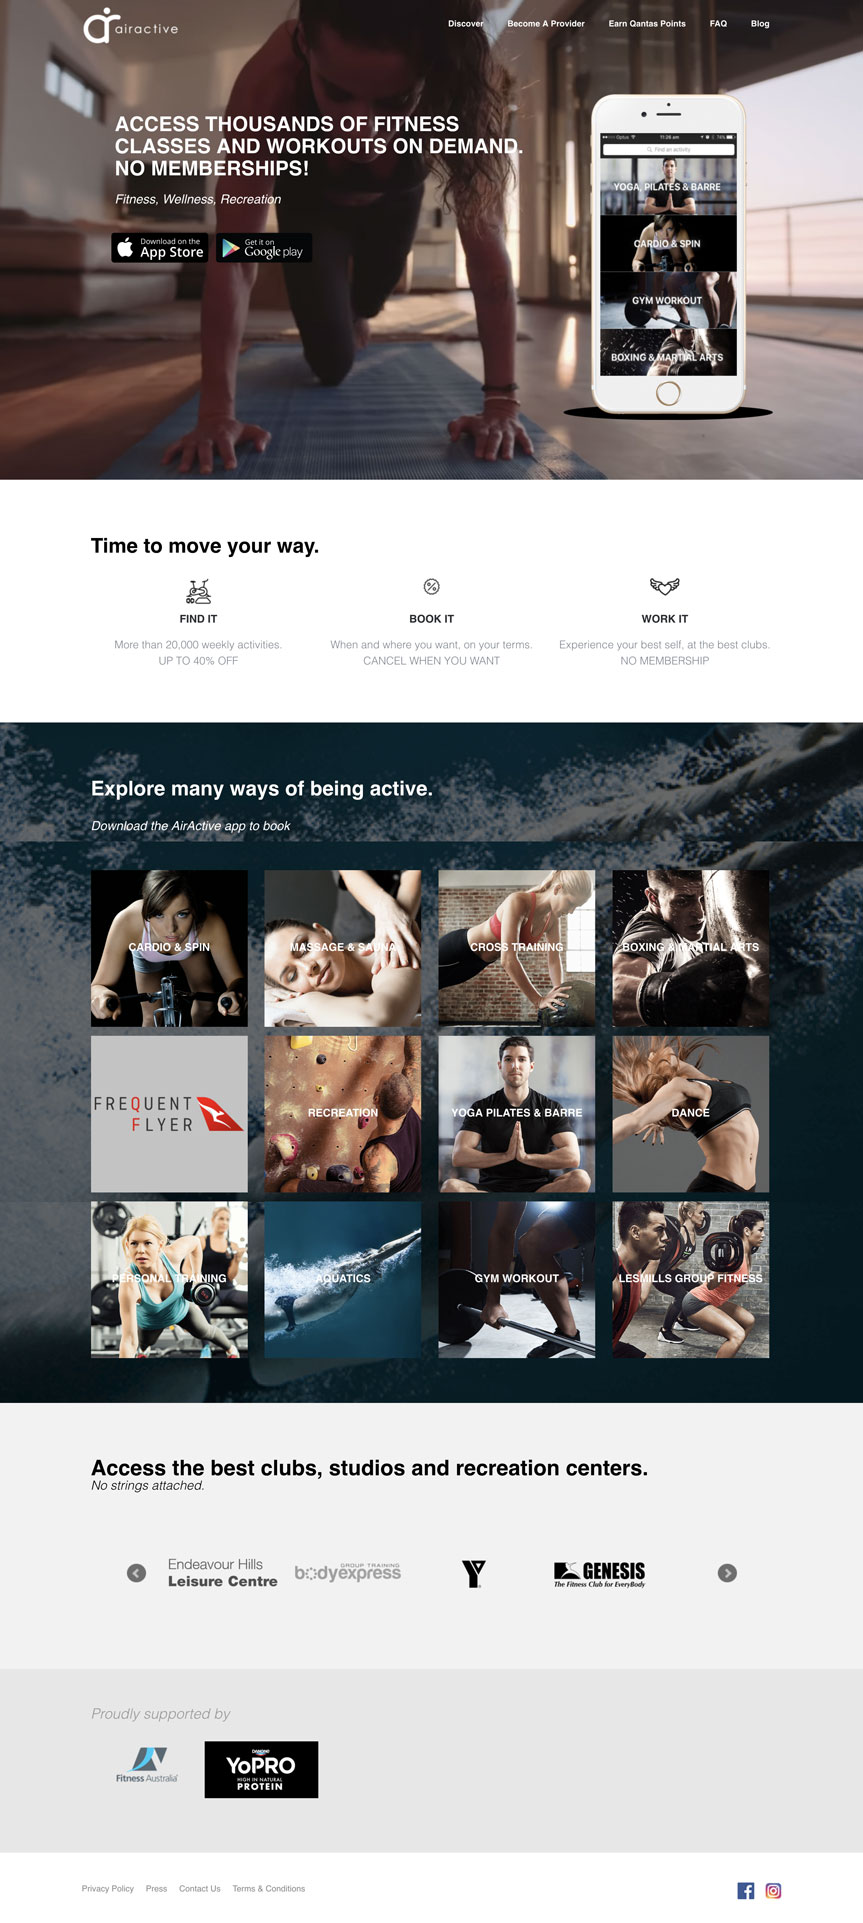 airactive
Discover
Become A Provider
Earn Qantas Points
FAQ
Blog
ACCESS THOUSANDS OF FITNESS
CLASSES AND WORKOUTS ON DEMAND.
NO MEMBERSHIPS!
Fitness, Wellness, Recreation
Download on the
App Store
Get it on
Google play
Optus
11:26 am
74%
Find an activity
YOGA, PILATES & BARRE
CARDIO & SPIN
GYM WORKOUT
BOXING & MARTIAL ARTS
Time to move your way.
FIND IT
More than 20,000 weekly activities.
UP TO 40% OFF
BOOK IT
When and where you want, on your terms.
CANCEL WHEN YOU WANT
WORK IT
Experience your best self, at the best clubs.
NO MEMBERSHIP
Explore many ways of being active.
Download the AirActive app to book
CARDIO & SPIN
MASSAGE & SAUNA
CROSS TRAINING
BOXING & MARTIAL ARTS
FREQUENT
FLYER
RECREATION
YOGA PILATES & BARRE
DANCE
PERSONAL TRAINING
AQUATICS
GYM WORKOUT
LESMILLS GROUP FITNESS
Access the best clubs, studios and recreation centers.
No strings attached.
Endeavour Hills
Leisure Centre
GROUP TRAINING
bodyexpress
Y
GENESIS
The Fitness Club for EveryBody
Proudly supported by
Fitness Australia
DANONE
YoPRO
HIGH IN NATURAL
PROTEIN
Privacy Policy
Press
Contact Us
Terms & Conditions